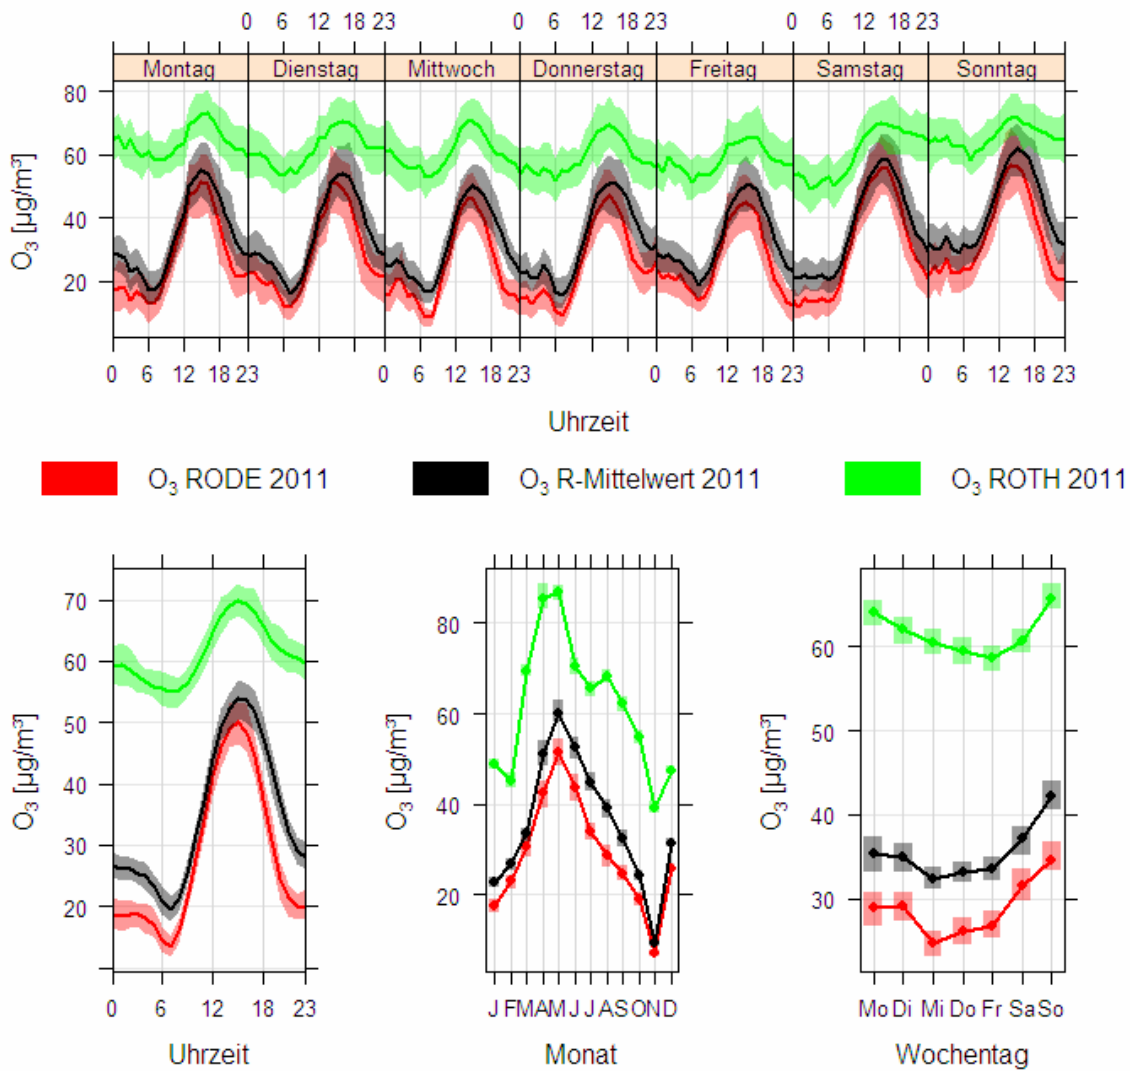 0 6 12 18 23 0 6 12 18 23 0 6 12 18 23
Montag Dienstag Mittwoch Donnerstag Freitag Samstag Sonntag
80
60
40
20
O₃ [µg/m³]
0 6 12 18 23 0 6 12 18 23 0 6 12 18 23 0 6 12 18 23
Uhrzeit
O₃ RODE 2011 O₃ R-Mittelwert 2011 O₃ ROTH 2011
70
60
50
40
30
20
O₃ [µg/m³]
0 6 12 18 23
Uhrzeit
80
60
40
20
O₃ [µg/m³]
J FMAMJ JASOND
Monat
60
50
40
30
O₃ [µg/m³]
Mo Di Mi Do Fr Sa So
Wochentag